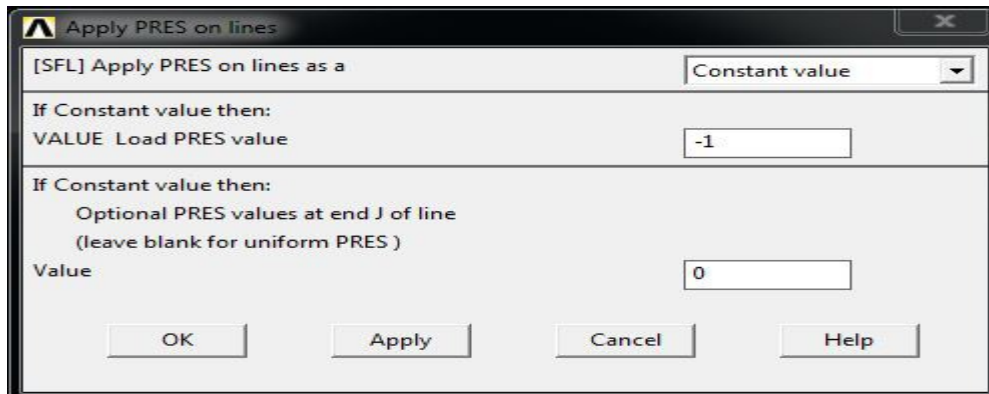 Apply PRES on lines
[SFL] Apply PRES on lines as a
Constant value
If Constant value then:
VALUE Load PRES value
-1
If Constant value then:
Optional PRES values at end J of line
(leave blank for uniform PRES )
Value
0
OK
Apply
Cancel
Help